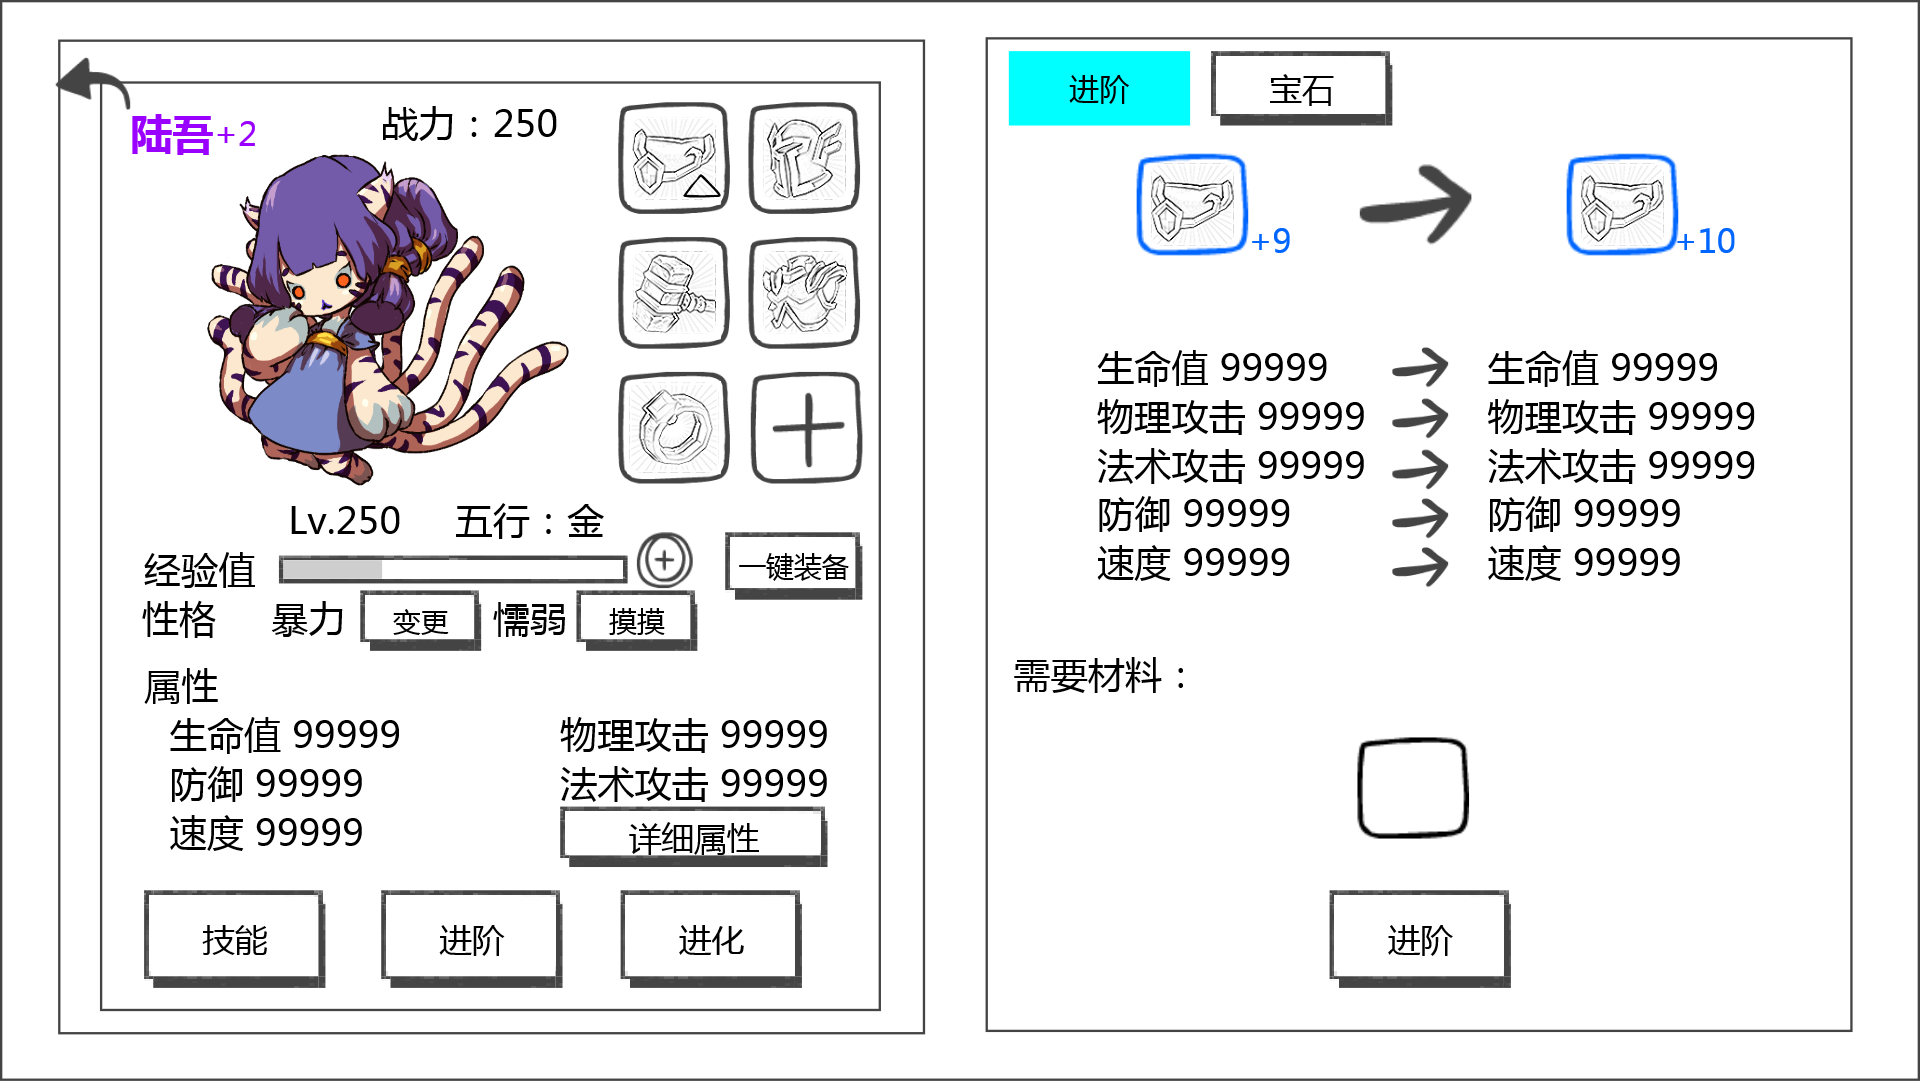 陆吾+2
战力：250
Lv.250 五行：金
经验值
一键装备
性格 暴力 变更 懦弱 摸摸
属性
生命值 99999 物理攻击 99999
防御 99999 法术攻击 99999
速度 99999 详细属性
技能 进阶 进化
进阶 宝石
+9 +10
生命值 99999 生命值 99999
物理攻击 99999 物理攻击 99999
法术攻击 99999 法术攻击 99999
防御 99999 防御 99999
速度 99999 速度 99999
需要材料：
进阶